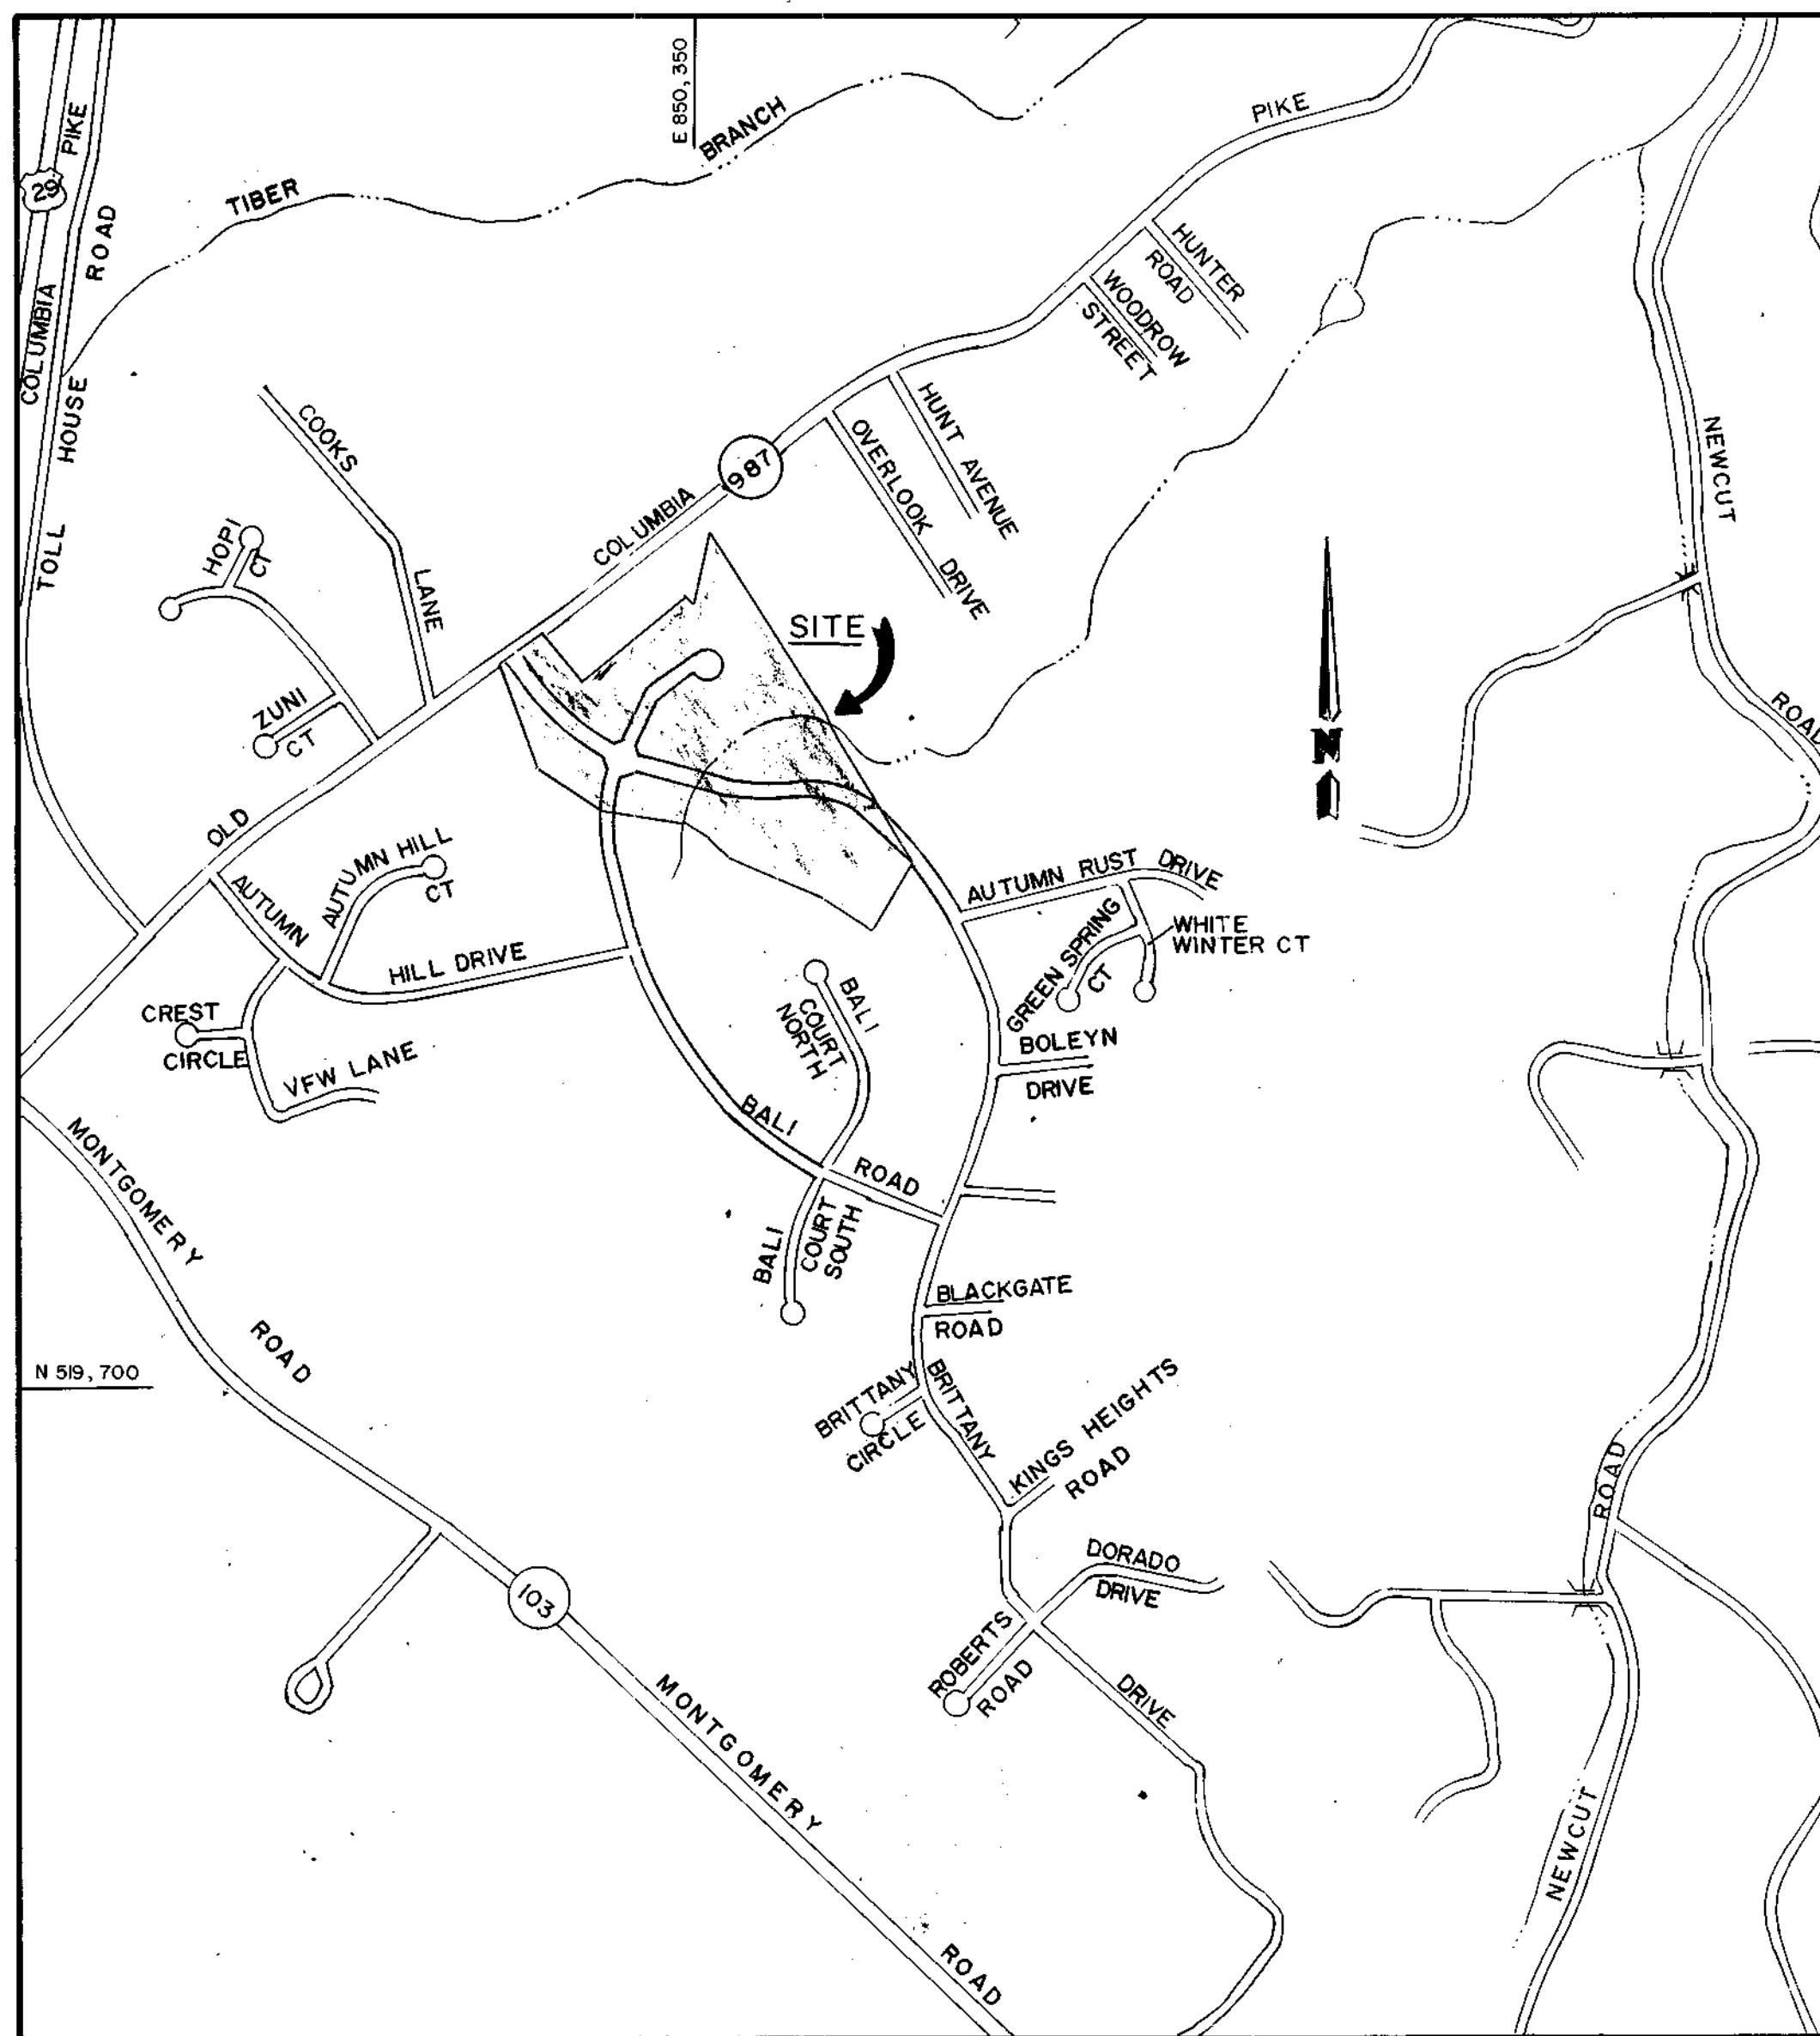 E 850, 350
29
COLUMBIA PIKE
TOLL HOUSE ROAD
TIBER BRANCH
OLD COLUMBIA PIKE
987
HUNTER
ROAD
WOODROW
STREET
HUNT AVENUE
OVERLOOK DRIVE
NEWCUT ROAD
COOKS LANE
HOPI
CT
ZUNI
CT
SITE
N
AUTUMN HILL
CT
AUTUMN HILL DRIVE
CREST
CIRCLE
VFW LANE
AUTUMN RUST DRIVE
GREEN SPRING
CT
WHITE
WINTER CT
BALI
COURT
NORTH
BOLEYN
DRIVE
BALI ROAD
BALI
COURT
SOUTH
BLACKGATE
ROAD
N 519,700
MONTGOMERY ROAD
BRITTANY
CIRCLE
BRITTANY DRIVE
KINGS HEIGHTS
ROAD
DORADO
DRIVE
ROBERTS
ROAD
103
MONTGOMERY ROAD
NEWCUT ROAD